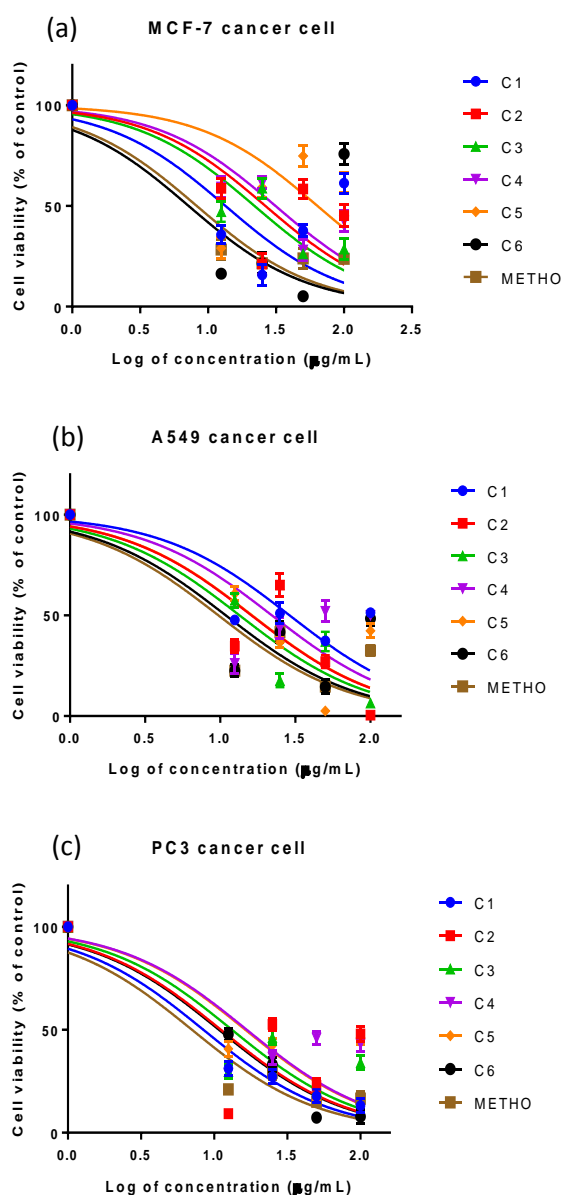 (a)
MCF-7 cancer cell
Cell viability (% of control)
100
50
0
0.0 0.5 1.0 1.5 2.0 2.5
Log of concentration (µg/mL)
C1
C2
C3
C4
C5
C6
METHO
(b)
A549 cancer cell
Cell viability (% of control)
100
50
0
0.0 0.5 1.0 1.5 2.0
Log of concentration (µg/mL)
C1
C2
C3
C4
C5
C6
METHO
(c)
PC3 cancer cell
Cell viability (% of control)
100
50
0
0.0 0.5 1.0 1.5 2.0
Log of concentration (µg/mL)
C1
C2
C3
C4
C5
C6
METHO